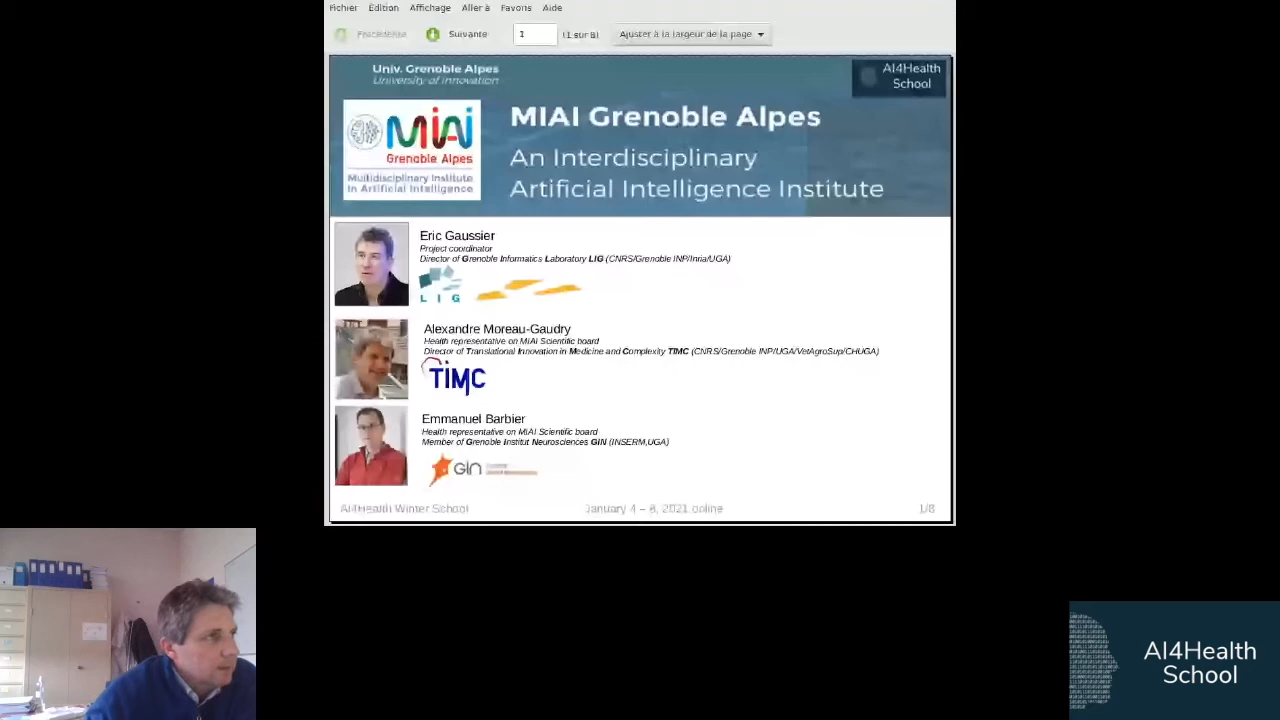 Fichier Édition Affichage Aller à Favoris Aide
Précédente Suivante 1 (1 sur 8) Ajuster à la largeur de la page
Univ. Grenoble Alpes
University of Innovation
AI4Health
School
MIAI
Grenoble Alpes
Multidisciplinary Institute
in Artificial Intelligence
MIAI Grenoble Alpes
An Interdisciplinary
Artificial Intelligence Institute
Eric Gaussier
Project coordinator
Director of Grenoble Informatics Laboratory LIG (CNRS/Grenoble INP/Inria/UGA)
LIG
Alexandre Moreau-Gaudry
Health representative on MIAI Scientific board
Director of Translational Innovation in Medicine and Complexity TIMC (CNRS/Grenoble INP/UGA/VetAgroSup/CHUGA)
TIMC
Emmanuel Barbier
Health representative on MIAI Scientific board
Member of Grenoble Institut Neurosciences GIN (INSERM,UGA)
GIN
AI4Health Winter School January 4 – 8, 2021 online 1/8
AI4Health
School